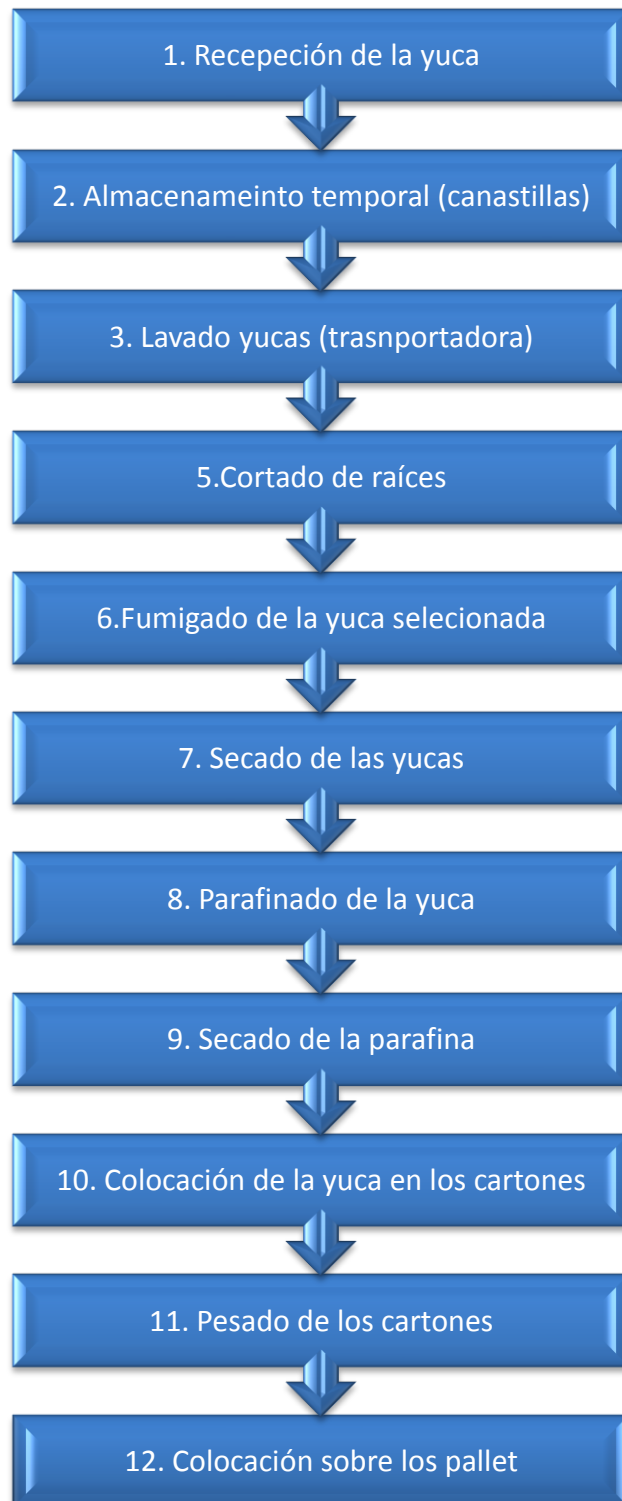 1. Recepeción de la yuca
2. Almacenameinto temporal (canastillas)
3. Lavado yucas (trasnportadora)
5.Cortado de raíces
6.Fumigado de la yuca selecionada
7. Secado de las yucas
8. Parafinado de la yuca
9. Secado de la parafina
10. Colocación de la yuca en los cartones
11. Pesado de los cartones
12. Colocación sobre los pallet